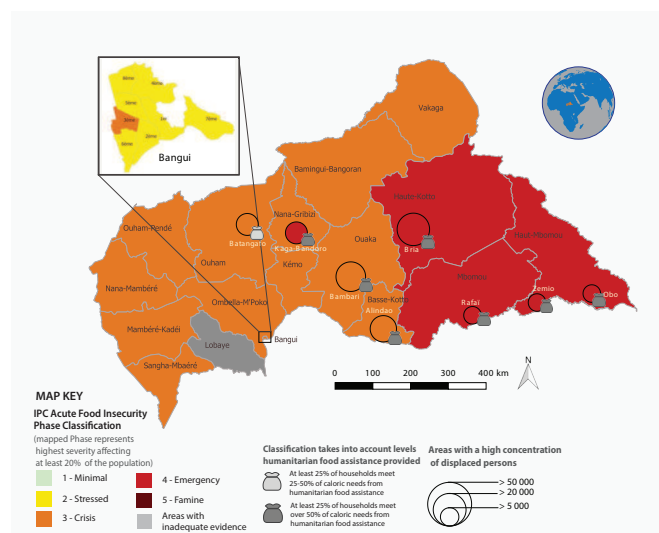 Vakaga
Bamingui-Bangoran
Bangui
Haute-Kotto
Nana-Gribizi
Ouham-Pendé
Haut-Mbomou
Batangafo
Kaga Bandoro
Ouaka
Bria
Ouham
Kémo
Mbomou
Nana-Mambéré
Bambari
Basse-Kotto
Zemio
Obo
Ombella-M'Poko
Rafaï
Alindao
Mambéré-Kadéi
Lobaye
Bangui
Sangha-Mbaéré
N
0 100 200 300 400 km
MAP KEY
IPC Acute Food Insecurity
Phase Classification
(mapped Phase represents
highest severity affecting
at least 20% of the population)
1 - Minimal
2 - Stressed
3 - Crisis
4 - Emergency
5 - Famine
Areas with
inadequate evidence
Classification takes into account levels
humanitarian food assistance provided
At least 25% of households meet
25-50% of caloric needs from
humanitarian food assistance
At least 25% of households meet
over 50% of caloric needs from
humanitarian food assistance
Areas with a high concentration
of displaced persons
> 50 000
> 20 000
> 5 000